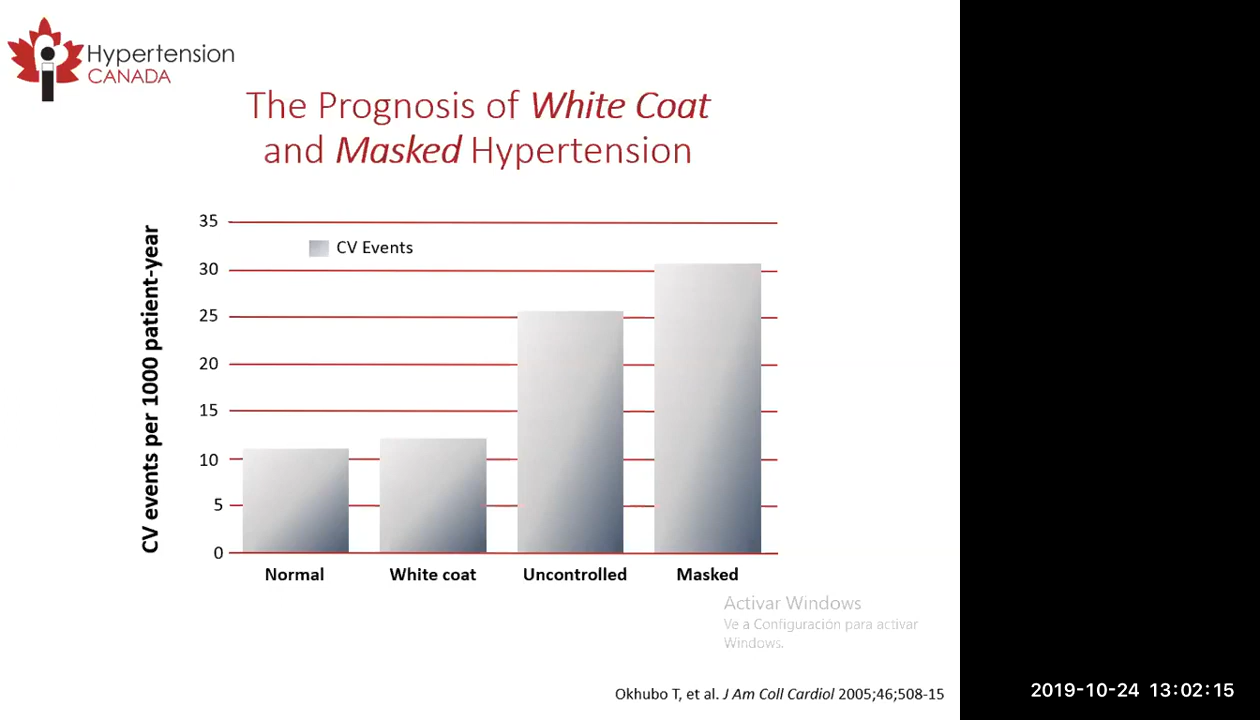 Hypertension
CANADA
The Prognosis of White Coat
and Masked Hypertension
CV events per 1000 patient-year
35
30
25
20
15
10
5
0
CV Events
Normal
White coat
Uncontrolled
Masked
Activar Windows
Ve a Configuración para activar
Windows.
Okhubo T, et al. J Am Coll Cardiol 2005;46;508-15
2019-10-24 13:02:15